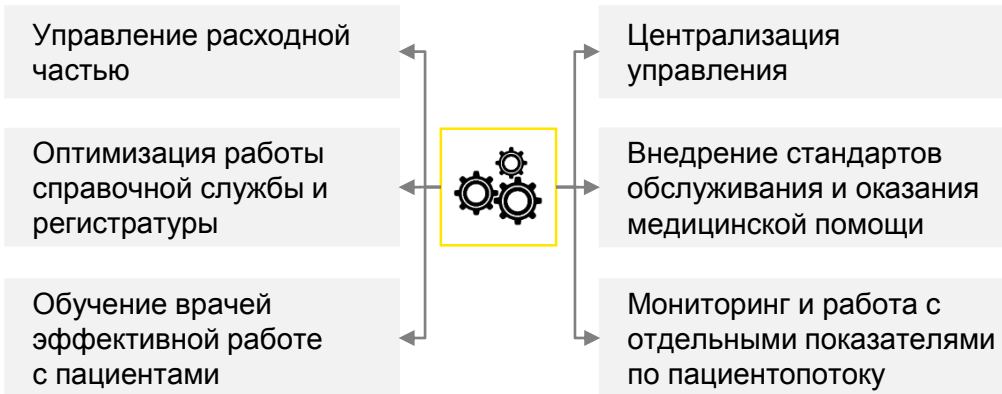 Управление расходной
частью
Оптимизация работы
справочной службы и
регистратуры
Обучение врачей
эффективной работе
с пациентами
Централизация
управления
Внедрение стандартов
обслуживания и оказания
медицинской помощи
Мониторинг и работа с
отдельными показателями
по пациентопотоку